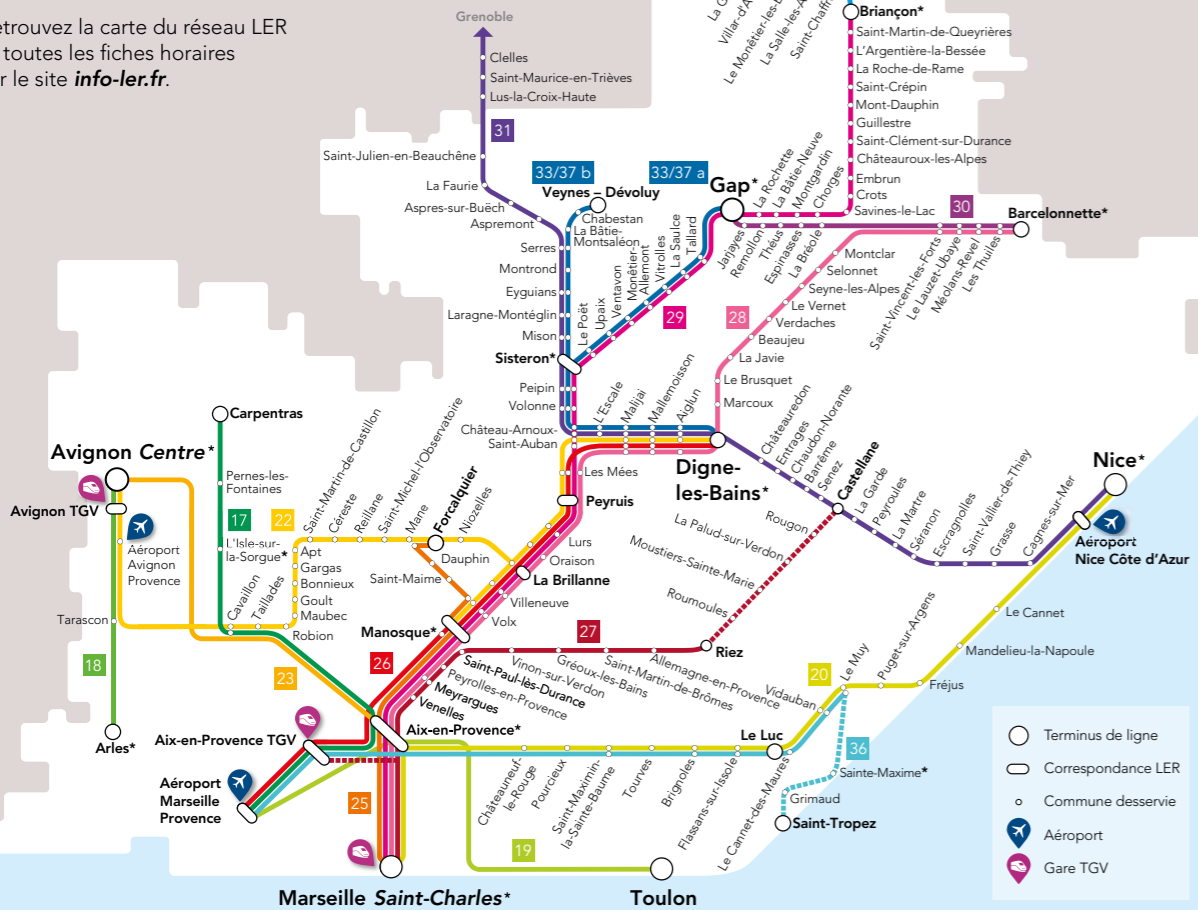 etrouvez la carte du réseau LER
toutes les fiches horaires
r le site info-ler.fr.
Grenoble
Clelles
Saint-Maurice-en-Trièves
Lus-la-Croix-Haute
31
Saint-Julien-en-Beauchêne
La Faurie
Aspres-sur-Buëch
Aspremont
33/37 b
Veynes – Dévoluy
Chabestan
La Bâtie-
Montsaléon
Serres
Montrond
Eyguians
Laragne-Montéglin
Mison
Sisteron*
Peipin
Volonne
Château-Arnoux-
Saint-Auban
33/37 a
Gap*
Le Poët
Upaix
Ventavon
Monêtier-
Allemont
Vitrolles
La Saulce
Tallard
29
La Rochette
La Bâtie-Neuve
Montgardin
Chorges
Briançon*
Saint-Martin-de-Queyrières
L'Argentière-la-Bessée
La Roche-de-Rame
Saint-Crépin
Mont-Dauphin
Guillestre
Saint-Clément-sur-Durance
Châteauroux-les-Alpes
Embrun
Crots
Savines-le-Lac
30
Barcelonnette*
Jarjayes
Remollon
Théus
Espinasses
La Bréole
Saint-Vincent-les-Forts
Le Lauzet-Ubaye
Méolans-Revel
Les Thuiles
28
Montclar
Selonnet
Seyne-les-Alpes
Le Vernet
Verdaches
Beaujeu
La Javie
Le Brusquet
Marcoux
L'Escale
Malijai
Mallemoisson
Aiglun
Digne-
les-Bains*
Châteauredon
Entrages
Chaudon-Norante
Barrême
Senez
Castellane
La Garde
Peyroules
La Martre
Séranon
Escragnolles
Saint-Vallier-de-Thiey
Grasse
Cagnes-sur-Mer
Nice*
Aéroport
Nice Côte d'Azur
Carpentras
Pernes-les-
Fontaines
17
L'Isle-sur-
la-Sorgue*
Avignon Centre*
Avignon TGV
Aéroport
Avignon
Provence
Tarascon
18
Arles*
22
Cavaillon
Taillades
Robion
Maubec
Goult
Bonnieux
Gargas
Apt
Saint-Martin-de-Castillon
Céreste
Reillanne
Saint-Michel-l'Observatoire
Mane
Forcalquier
Niozelles
Dauphin
Saint-Maime
Les Mées
Peyruis
Lurs
Oraison
La Brillanne
Villeneuve
Volx
Manosque*
23
26
27
Rougon
La Palud-sur-Verdon
Moustiers-Sainte-Marie
Roumoules
Riez
Allemagne-en-Provence
Saint-Martin-de-Brômes
Gréoux-les-Bains
Vinon-sur-Verdon
Saint-Paul-lès-Durance
Peyrolles-en-Provence
Meyrargues
Venelles
Aix-en-Provence*
Aix-en-Provence TGV
Aéroport
Marseille
Provence
25
Marseille Saint-Charles*
19
Toulon
Châteauneuf-
le-Rouge
Pourcieux
Saint-Maximin-
la-Sainte-Baume
Tourves
Brignoles
Flassans-sur-Issole
Le Luc
Le Cannet-des-Maures
Vidauban
20
Le Muy
Puget-sur-Argens
Fréjus
Mandelieu-la-Napoule
Le Cannet
36
Sainte-Maxime*
Grimaud
Saint-Tropez
Terminus de ligne
Correspondance LER
Commune desservie
Aéroport
Gare TGV